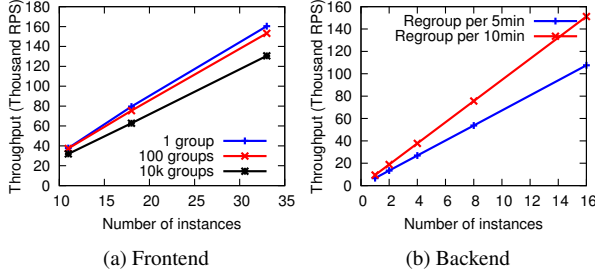 Throughput (Thousand RPS)
180
160
140
120
100
80
60
40
20
0
1 group
100 groups
10k groups
10 15 20 25 30 35
Number of instances
(a) Frontend
Throughput (Thousand RPS)
160
140
120
100
80
60
40
20
0
Regroup per 5min
Regroup per 10min
0 2 4 6 8 10 12 14 16
Number of instances
(b) Backend